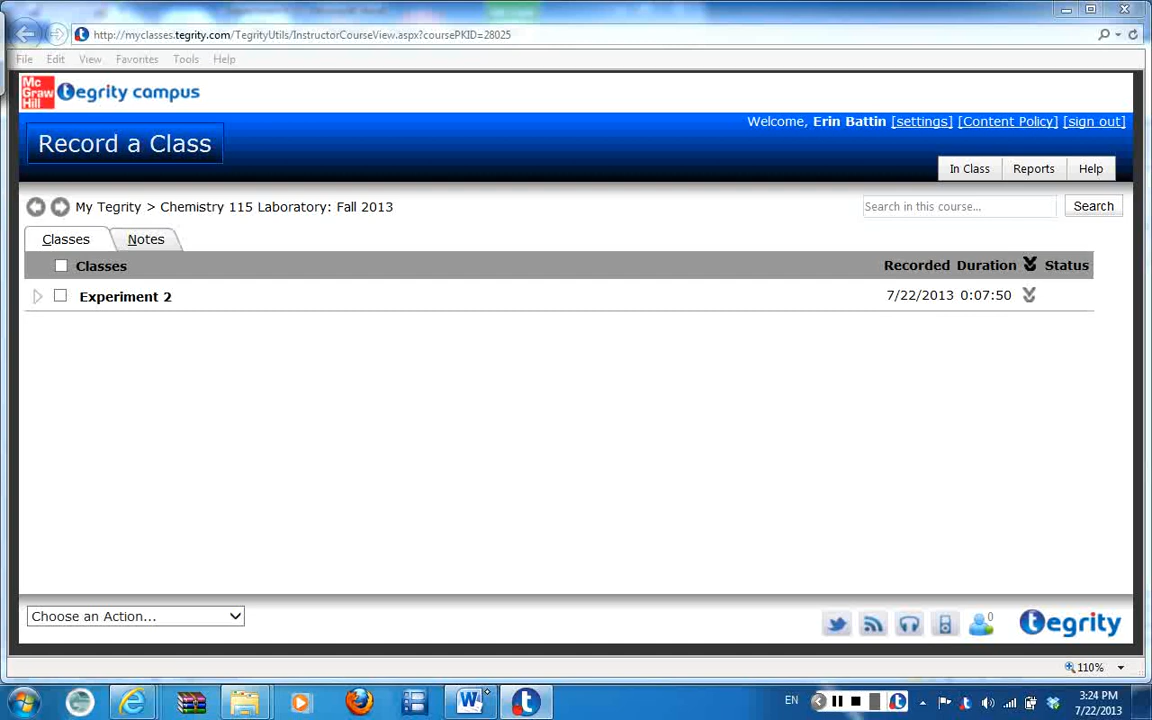 http://myclasses.tegrity.com/TegrityUtils/InstructorCourseView.aspx?coursePKID=28025
File Edit View Favorites Tools Help
Mc Graw Hill tegrity campus
Welcome, Erin Battin [settings] [Content Policy] [sign out]
Record a Class
In Class Reports Help
My Tegrity > Chemistry 115 Laboratory: Fall 2013 Search in this course... Search
Classes Notes
Classes Recorded Duration Status
Experiment 2 7/22/2013 0:07:50
Choose an Action... 0 tegrity
110%
EN 3:24 PM
7/22/2013